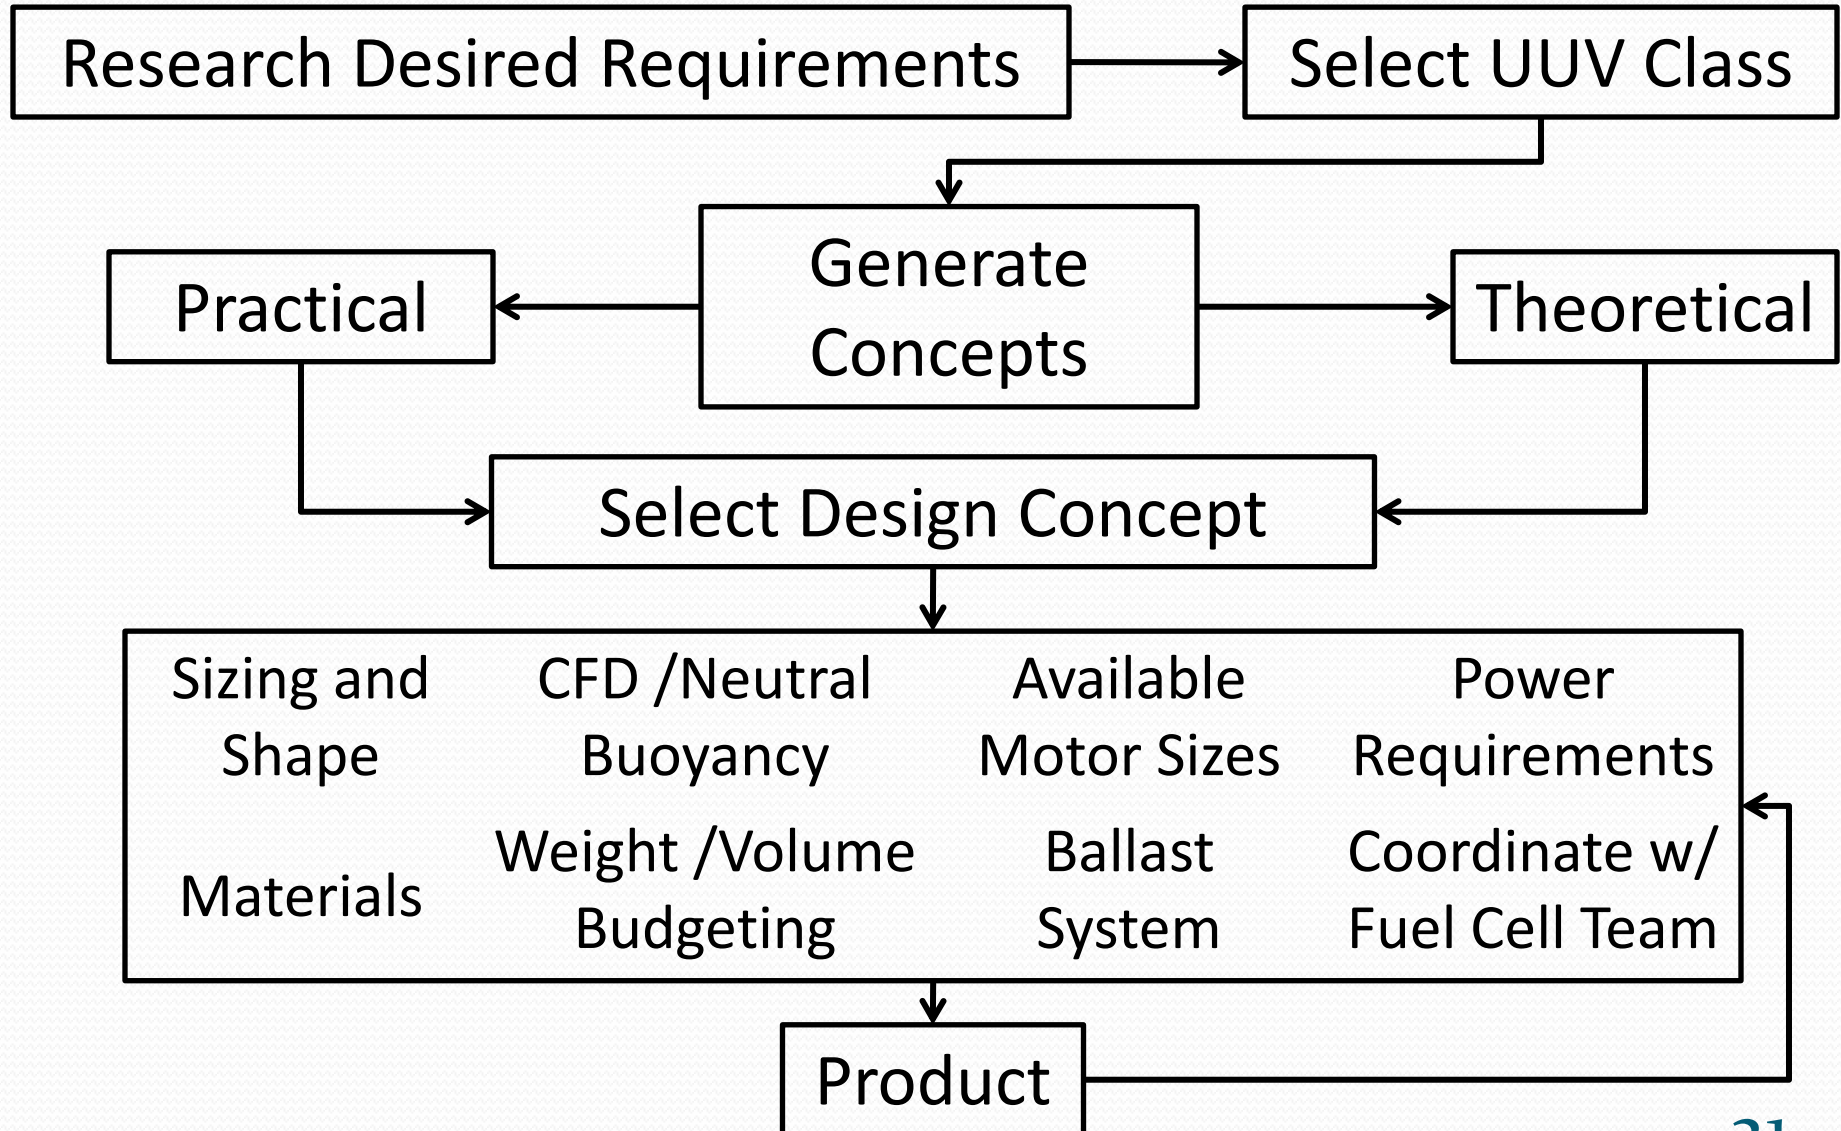 Research Desired Requirements
Select UUV Class
Generate
Concepts
Practical
Theoretical
Select Design Concept
Sizing and
Shape
CFD /Neutral
Buoyancy
Available
Motor Sizes
Power
Requirements
Materials
Weight /Volume
Budgeting
Ballast
System
Coordinate w/
Fuel Cell Team
Product